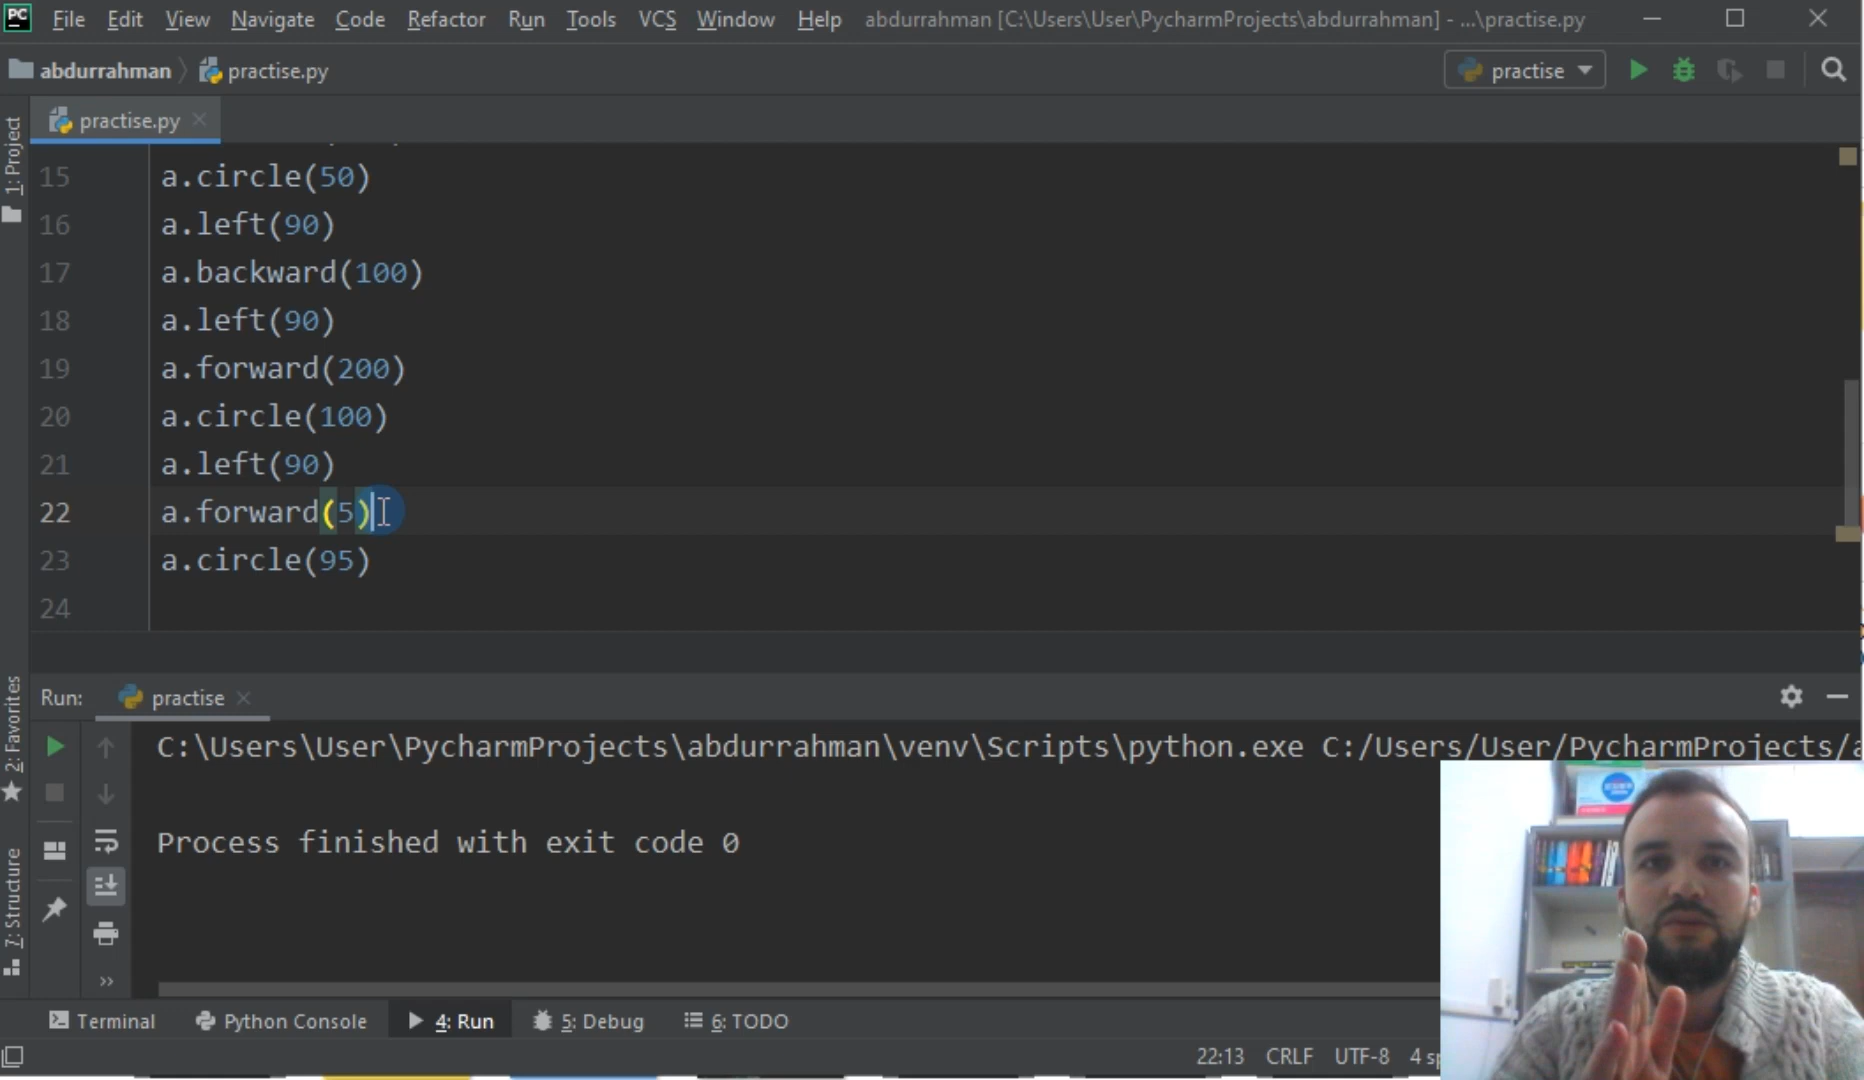 PC File Edit View Navigate Code Refactor Run Tools VCS Window Help abdurrahman [C:\Users\User\PycharmProjects\abdurrahman] - ...\practise.py
abdurrahman practise.py practise
practise.py
1: Project
15 a.circle(50)
16 a.left(90)
17 a.backward(100)
18 a.left(90)
19 a.forward(200)
20 a.circle(100)
21 a.left(90)
22 a.forward(5)
23 a.circle(95)
24
2: Favorites
7: Structure
Run: practise
C:\Users\User\PycharmProjects\abdurrahman\venv\Scripts\python.exe C:/Users/User/PycharmProjects/a
Process finished with exit code 0
Terminal Python Console 4: Run 5: Debug 6: TODO
22:13 CRLF UTF-8 4 sp